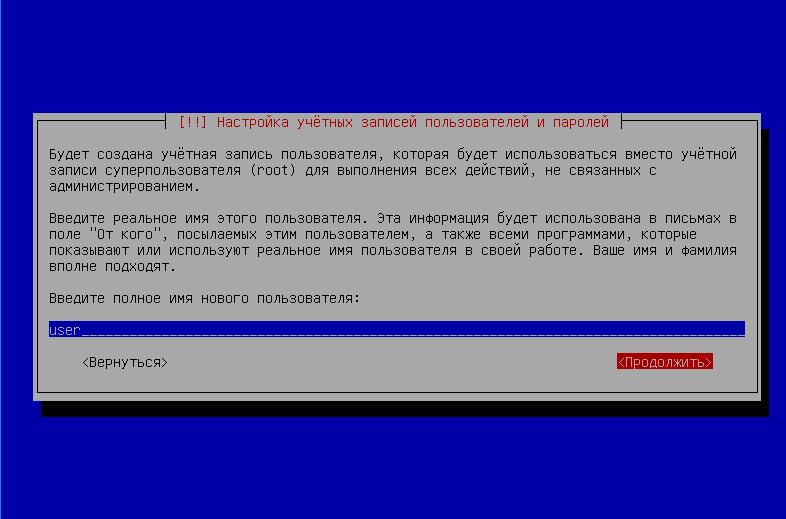 [!!] Настройка учётных записей пользователей и паролей
Будет создана учётная запись пользователя, которая будет использоваться вместо учётной
записи суперпользователя (root) для выполнения всех действий, не связанных с
администрированием.
Введите реальное имя этого пользователя. Эта информация будет использована в письмах в
поле "От кого", посылаемых этим пользователем, а также всеми программами, которые
показывают или используют реальное имя пользователя в своей работе. Ваше имя и фамилия
вполне подходят.
Введите полное имя нового пользователя:
user
<Вернуться> <Продолжить>